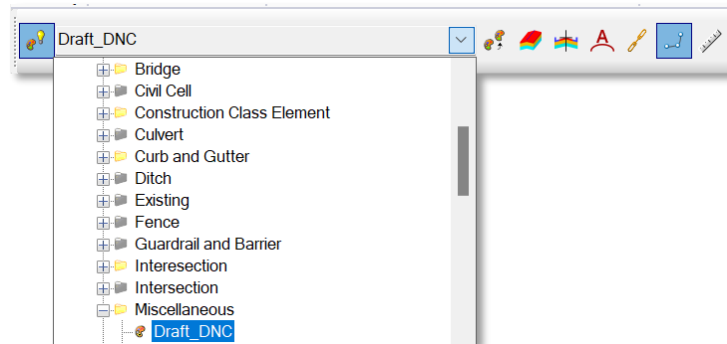 Draft_DNC
Bridge
Civil Cell
Construction Class Element
Culvert
Curb and Gutter
Ditch
Existing
Fence
Guardrail and Barrier
Interesection
Intersection
Miscellaneous
Draft_DNC